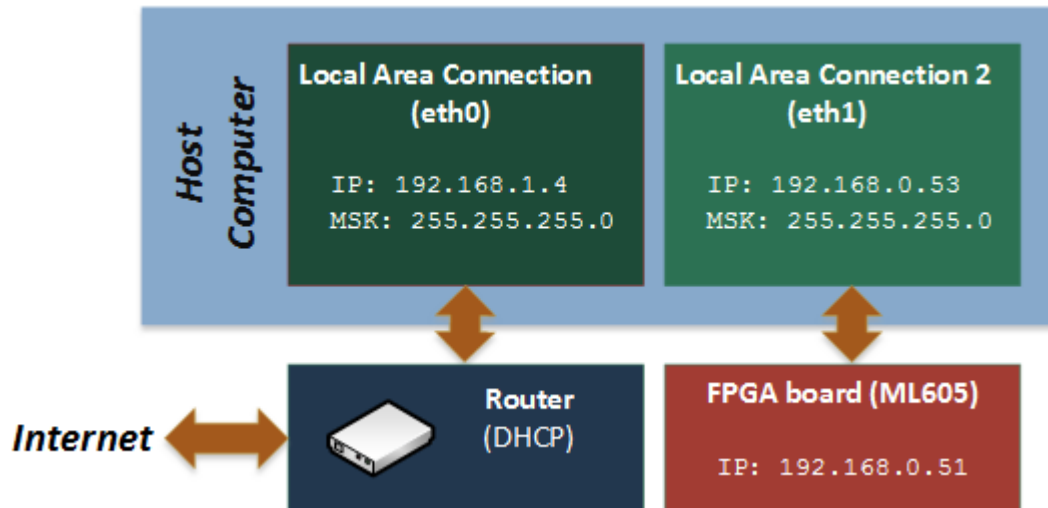 Host
Computer
Local Area Connection
(eth0)
IP: 192.168.1.4
MSK: 255.255.255.0
Local Area Connection 2
(eth1)
IP: 192.168.0.53
MSK: 255.255.255.0
Internet
Router
(DHCP)
FPGA board (ML605)
IP: 192.168.0.51